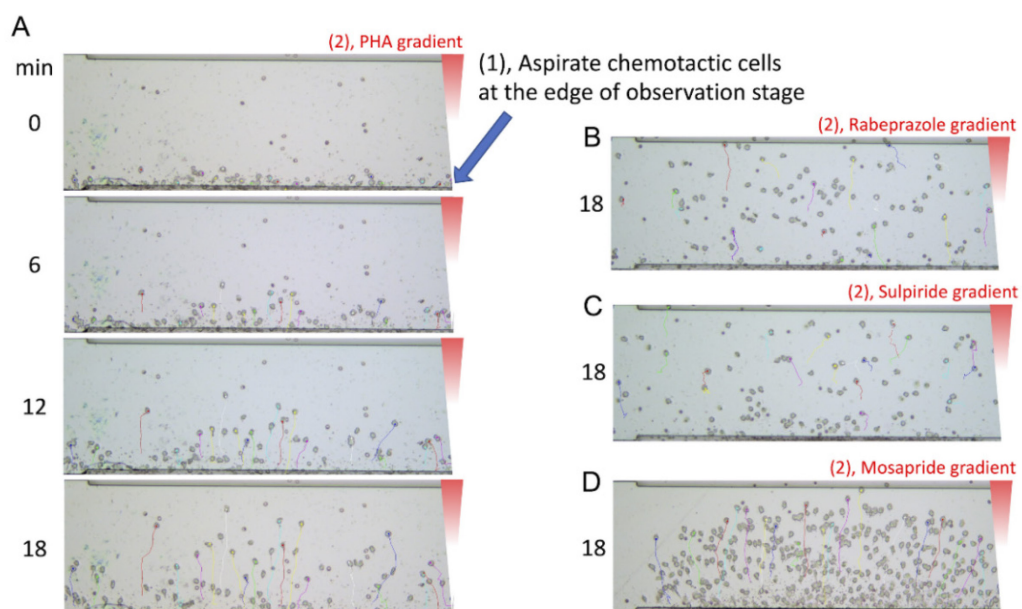 A
(2), PHA gradient
min
(1), Aspirate chemotactic cells
at the edge of observation stage
0
(2), Rabeprazole gradient
B
18
6
(2), Sulpiride gradient
C
18
12
(2), Mosapride gradient
D
18
18